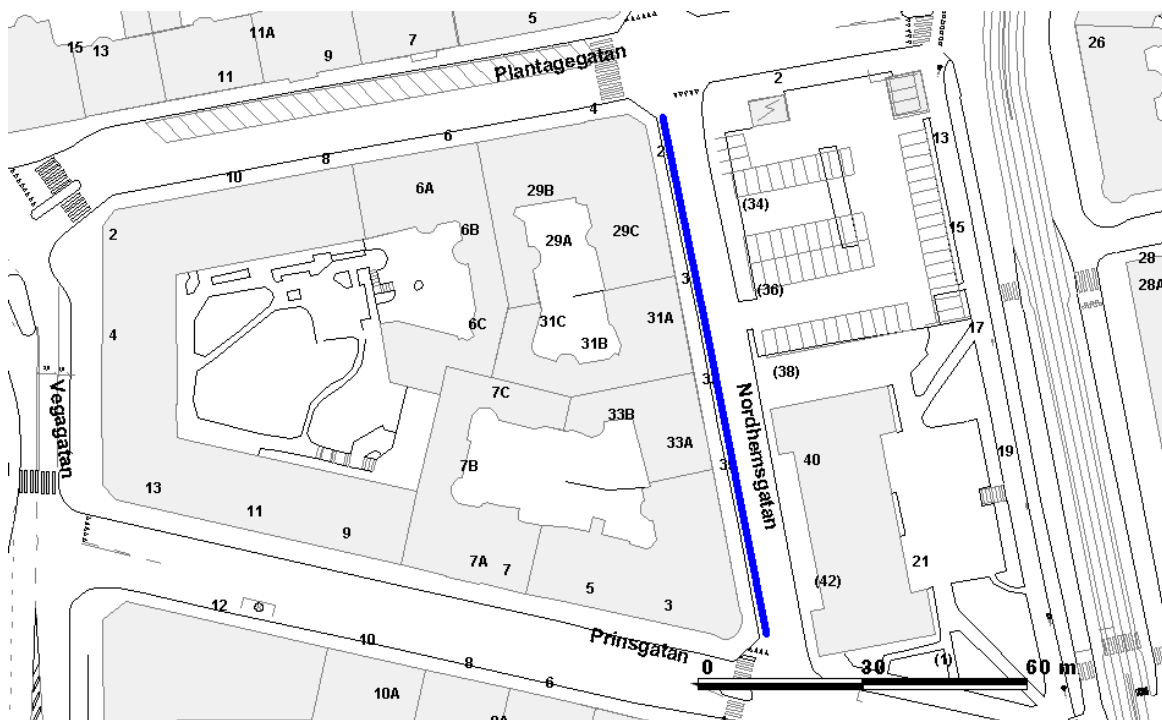 5
11A
15 13
9
7
11
26
Plantagegatan
2
4
6
8
10
13
2
6A
29B
(34)
6B
29C
15
2
29A
28
3
(36)
28A
31C
31A
6C
31B
17
4
(38)
7C
33B
Vegagatan
Nordhemsgatan
33A
19
7B
40
13
11
9
7A
7
21
5
(42)
3
12
10
Prinsgatan
8
6
(1)
0 30 60 m
10A